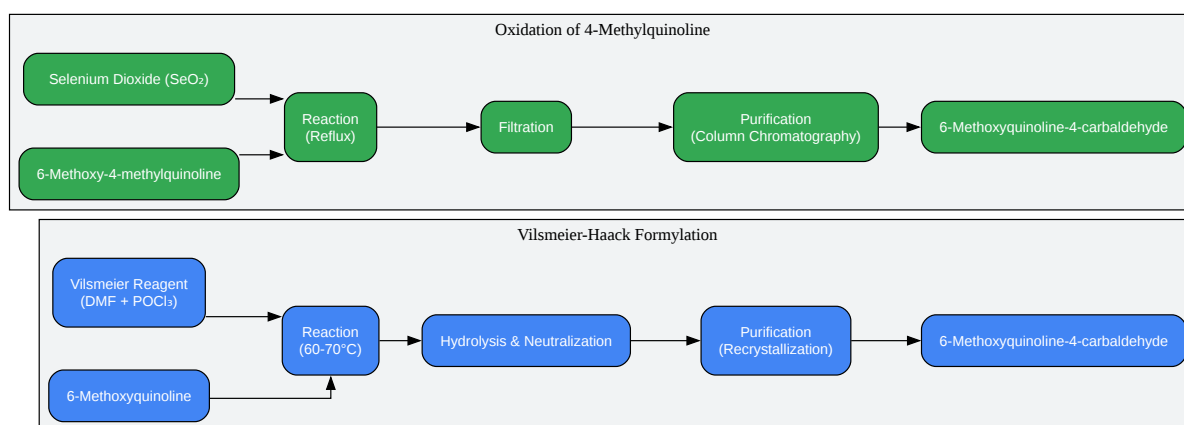 Oxidation of 4-Methylquinoline
Selenium Dioxide (SeO₂)
6-Methoxy-4-methylquinoline
Reaction
(Reflux)
Filtration
Purification
(Column Chromatography)
6-Methoxyquinoline-4-carbaldehyde
Vilsmeier-Haack Formylation
Vilsmeier Reagent
(DMF + POCl₃)
6-Methoxyquinoline
Reaction
(60-70°C)
Hydrolysis & Neutralization
Purification
(Recrystallization)
6-Methoxyquinoline-4-carbaldehyde